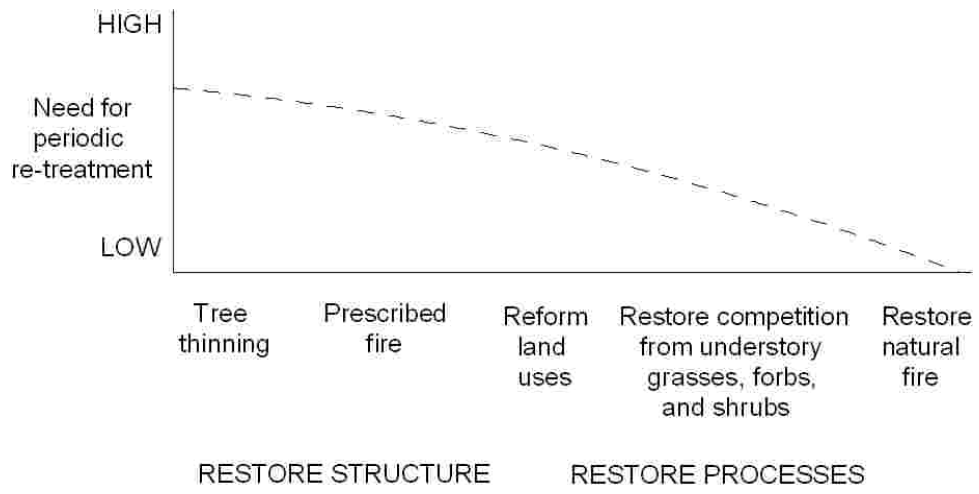 HIGH
Need for
periodic
re-treatment
LOW
Tree
thinning
Prescribed
fire
Reform
land
uses
Restore competition
from understory
grasses, forbs,
and shrubs
Restore
natural
fire
RESTORE STRUCTURE
RESTORE PROCESSES